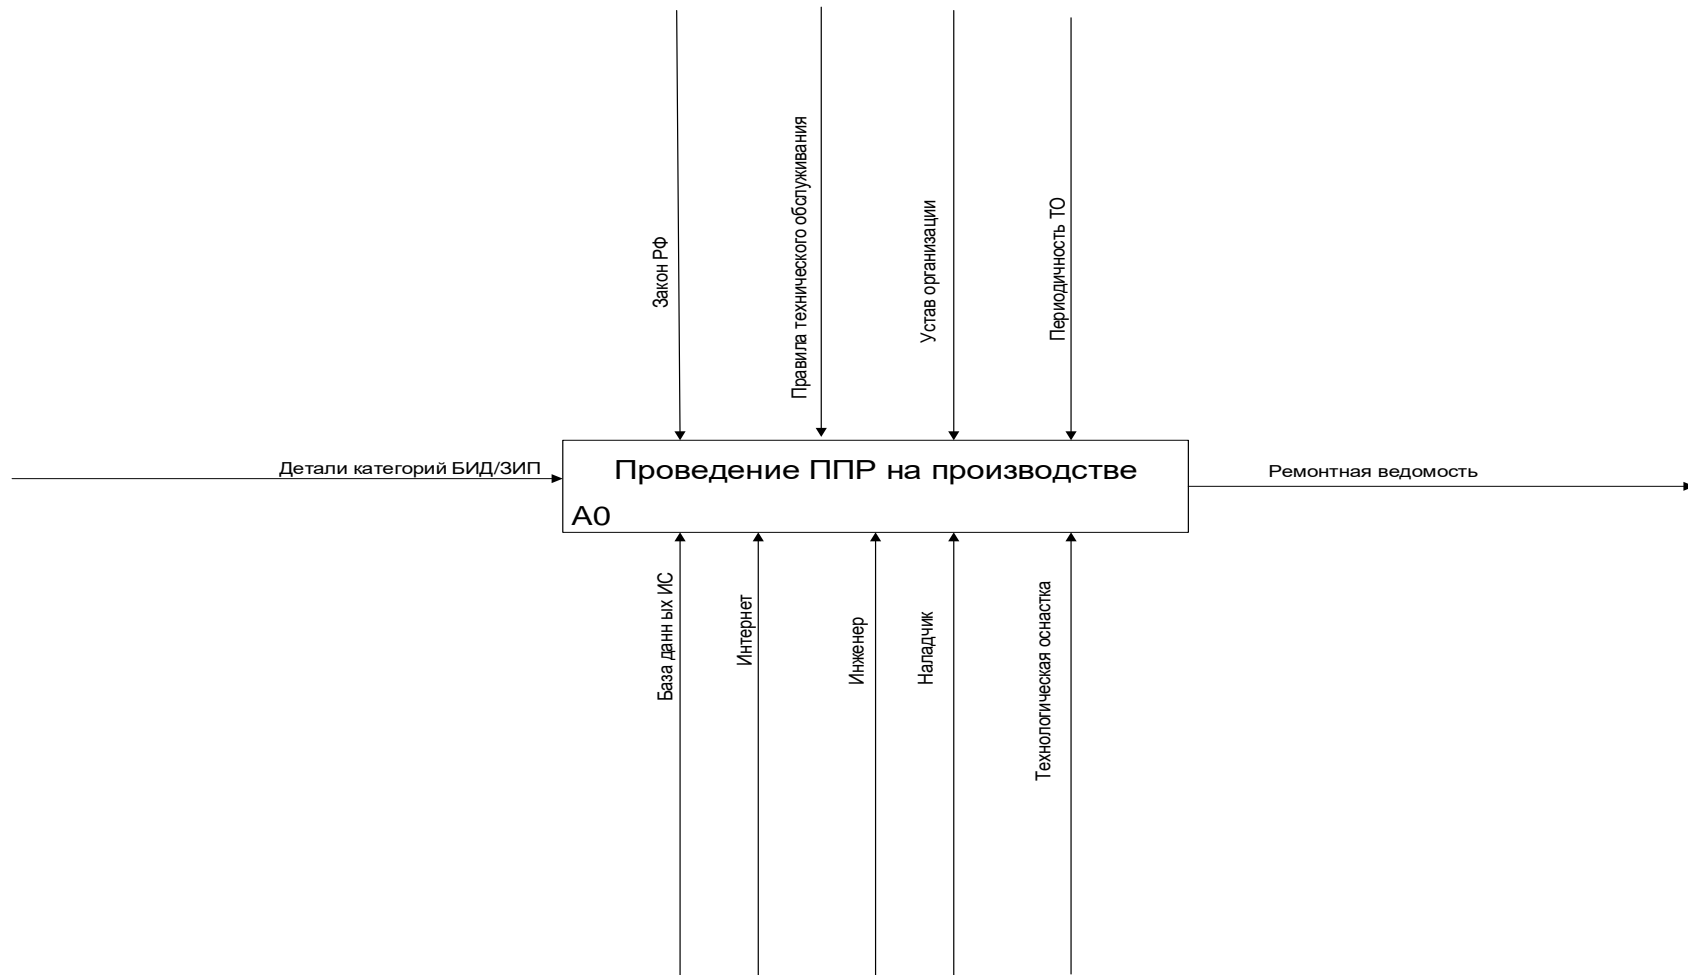 Закон РФ
Правила технического обслуживания
Устав организации
Периодичность ТО
Детали категорий БИД/ЗИП
Проведение ППР на производстве
A0
Ремонтная ведомость
База данн ых ИС
Интернет
Инженер
Наладчик
Технологическая оснастка